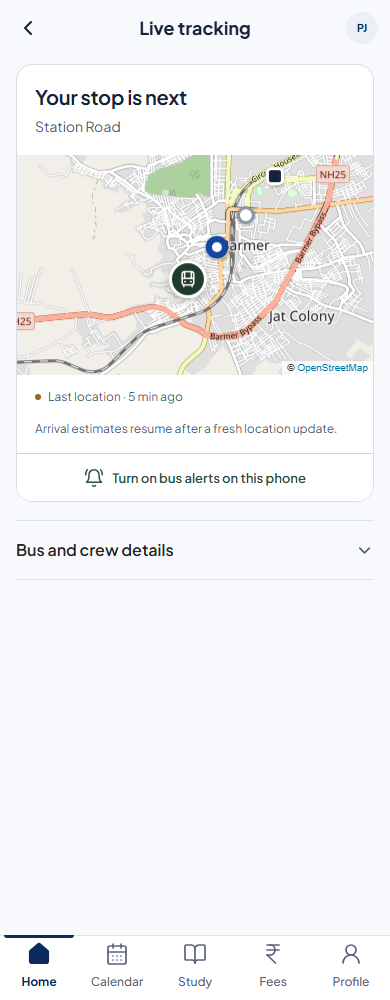 Live tracking
PJ
Your stop is next
Station Road
NH25
Barmer Bypass
armer
Jat Colony
Barmer Bypass
© OpenStreetMap
Last location · 5 min ago
Arrival estimates resume after a fresh location update.
Turn on bus alerts on this phone
Bus and crew details
Home
Calendar
Study
Fees
Profile